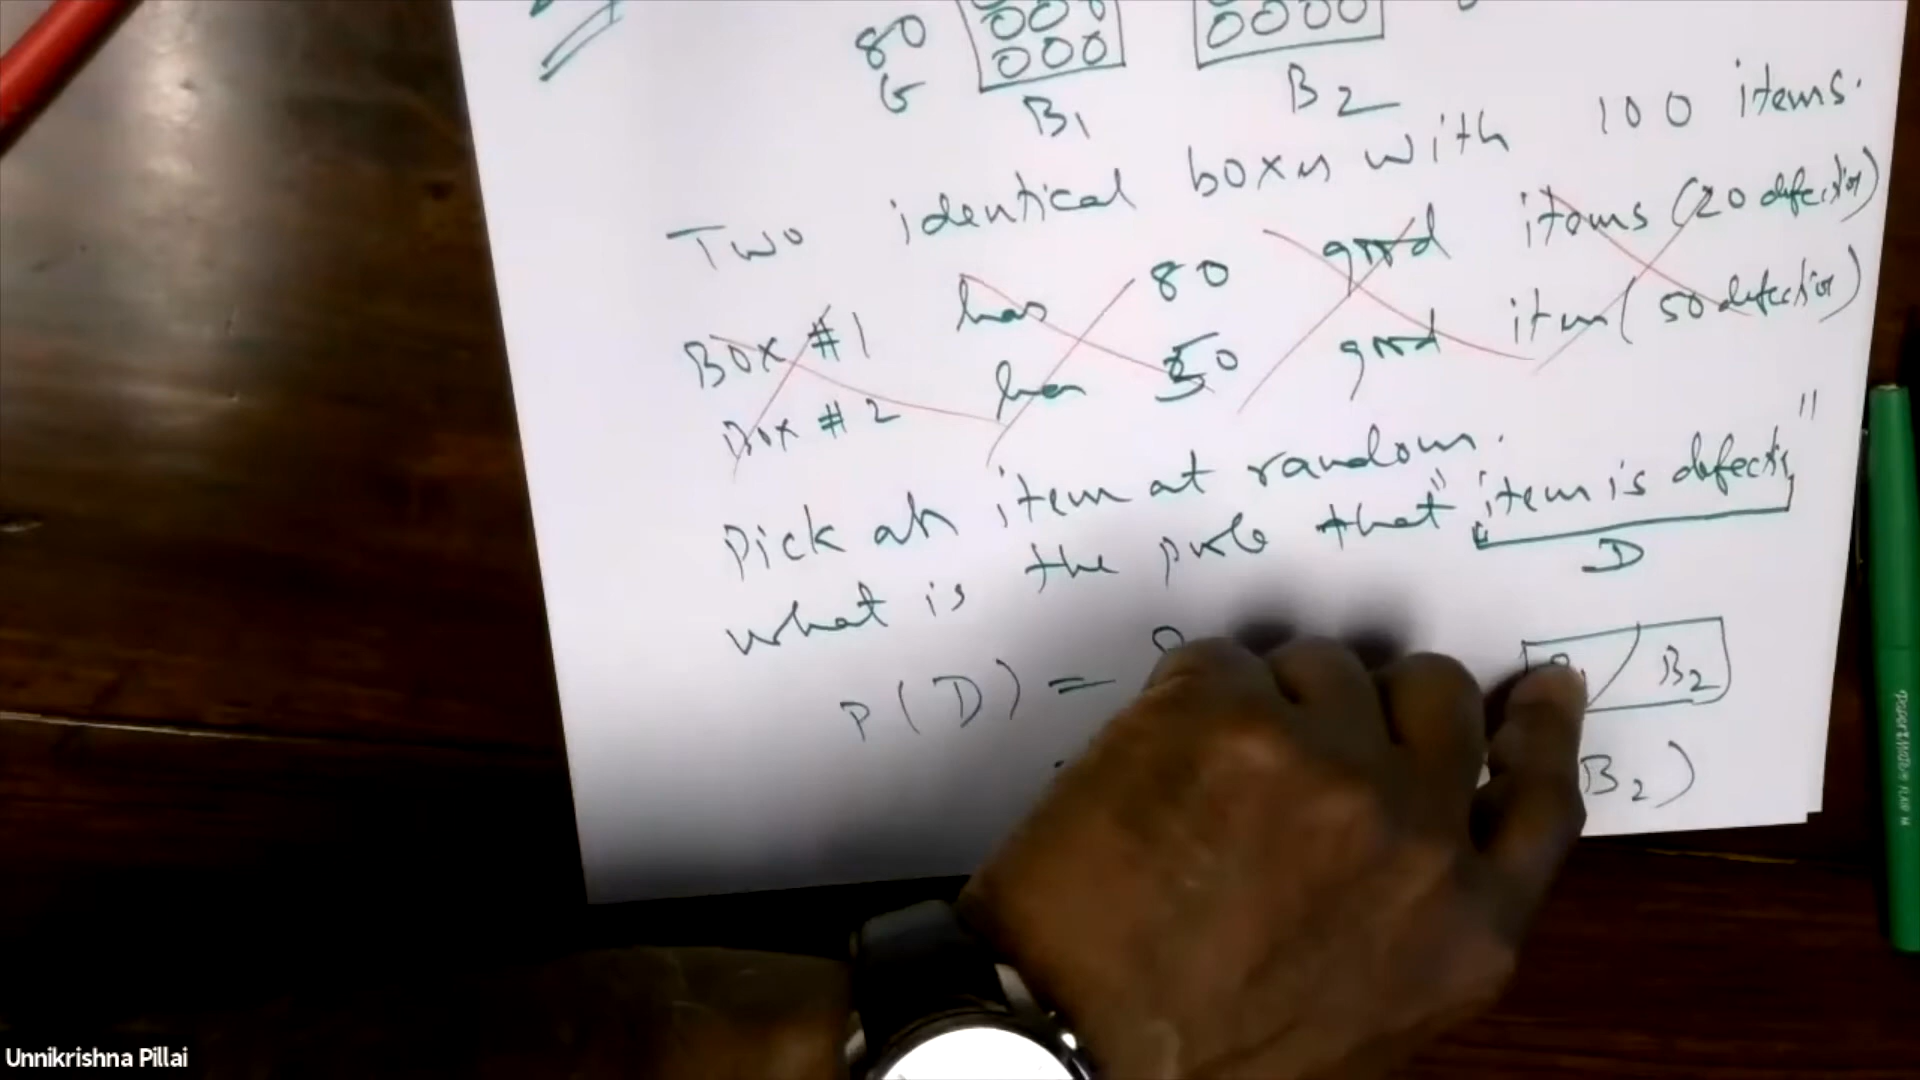 80
G
B1
B2
Two identical boxes with 100 items.
Box #1 has 80 good items (20 defective)
Box #2 has 50 good item (50 defective)
Pick an item at random.
What is the prob that "item is defective"
D
P(D) =
B2
B2)
Unnikrishna Pillai